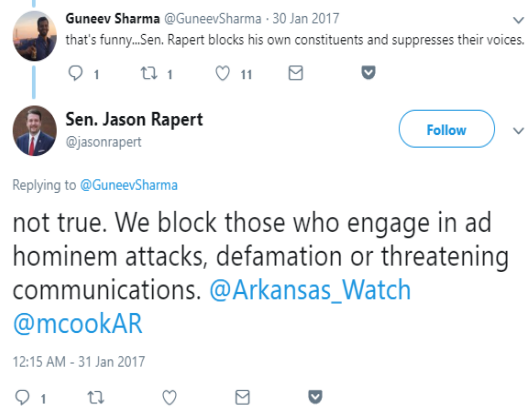 Guneev Sharma @GuneevSharma · 30 Jan 2017
that's funny...Sen. Rapert blocks his own constituents and suppresses their voices.
1 1 11
Sen. Jason Rapert
@jasonrapert
Follow
Replying to @GuneevSharma
not true. We block those who engage in ad
hominem attacks, defamation or threatening
communications. @Arkansas_Watch
@mcookAR
12:15 AM - 31 Jan 2017
1